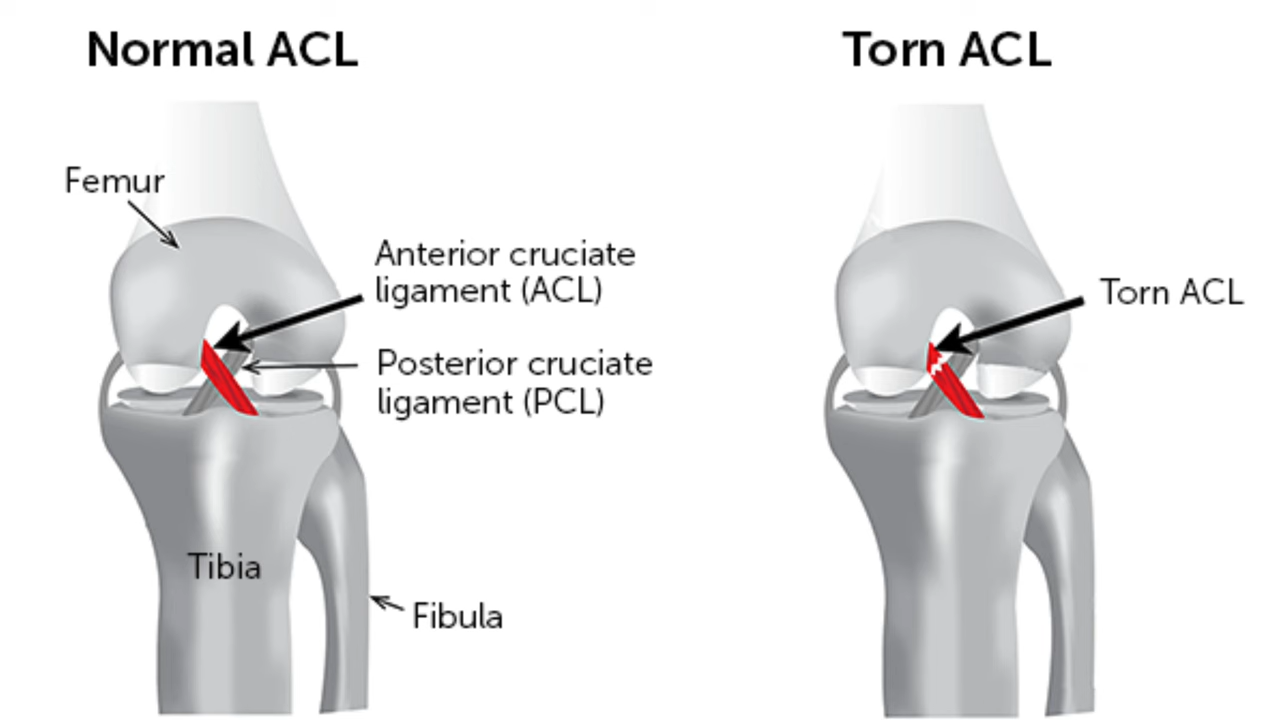 Normal ACL
Femur
Anterior cruciate
ligament (ACL)
Posterior cruciate
ligament (PCL)
Tibia
Fibula
Torn ACL
Torn ACL